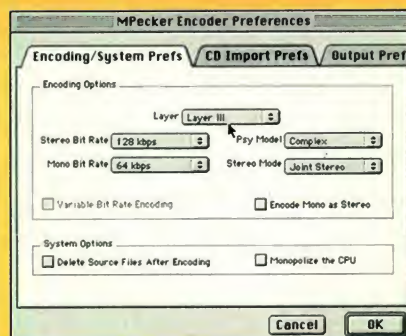 MPecker Encoder Preferences
Encoding/System Prefs CD Import Prefs Output Pref
Encoding Options
Layer Layer III
Stereo Bit Rate 128 kbps Psy Model Complex
Mono Bit Rate 64 kbps Stereo Mode Joint Stereo
Variable Bit Rate Encoding Encode Mono as Stereo
System Options
Delete Source Files After Encoding Monopolize the CPU
Cancel OK